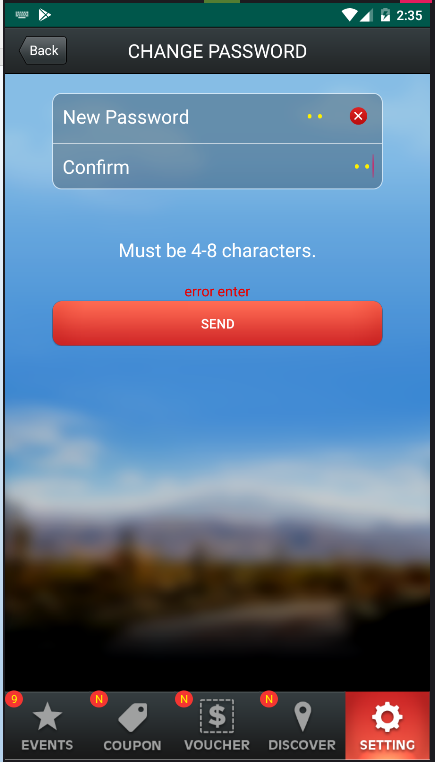 2:35
Back
CHANGE PASSWORD
New Password ••
Confirm ••
Must be 4-8 characters.
error enter
SEND
9 N N N
EVENTS COUPON VOUCHER DISCOVER SETTING